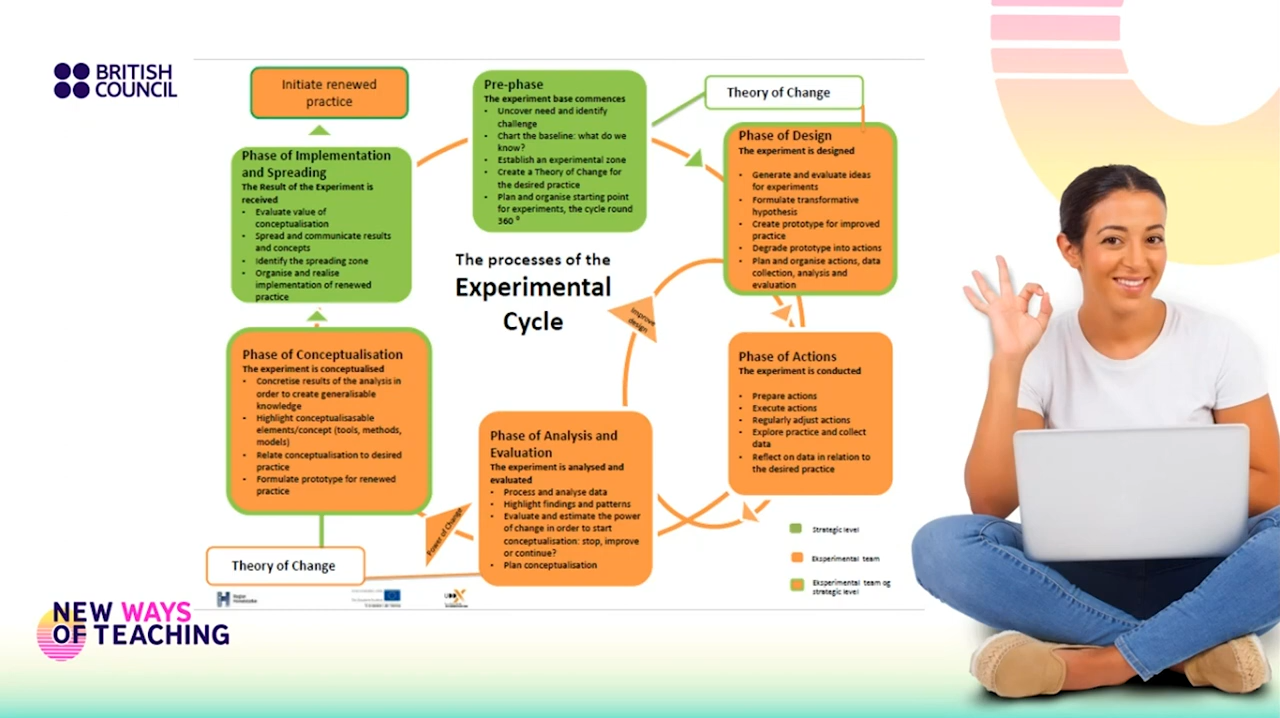 BRITISH
COUNCIL
Initiate renewed
practice
Pre-phase
The experiment base commences
• Uncover need and identify
challenge
• Chart the baseline: what do we
know?
• Establish an experimental zone
• Create a Theory of Change for
the desired practice
• Plan and organise starting point
for experiments, the cycle round
360 °
Theory of Change
Phase of Design
The experiment is designed
• Generate and evaluate ideas
for experiments
• Formulate transformative
hypothesis
• Create prototype for improved
practice
• Degrade prototype into actions
• Plan and organise actions, data
collection, analysis and
evaluation
Phase of Implementation
and Spreading
The Result of the Experiment is
received
• Evaluate value of
conceptualisation
• Spread and communicate results
and concepts
• Identify the spreading zone
• Organise and realise
implementation of renewed
practice
The processes of the
Experimental
Cycle
Improve
design
Phase of Actions
The experiment is conducted
• Prepare actions
• Execute actions
• Regularly adjust actions
• Explore practice and collect
data
• Reflect on data in relation to
the desired practice
Phase of Conceptualisation
The experiment is conceptualised
• Concretise results of the analysis in
order to create generalisable
knowledge
• Highlight conceptualisasable
elements/concept (tools, methods,
models)
• Relate conceptualisation to desired
practice
• Formulate prototype for renewed
practice
Phase of Analysis and
Evaluation
The experiment is analysed and
evaluated
• Process and analyse data
• Highlight findings and patterns
• Evaluate and estimate the power
of change in order to start
conceptualisation: stop, improve
or continue?
• Plan conceptualisation
Power of Change
Theory of Change
Strategic level
Eksperimental team
Eksperimental team og
strategic level
NEW WAYS
OF TEACHING